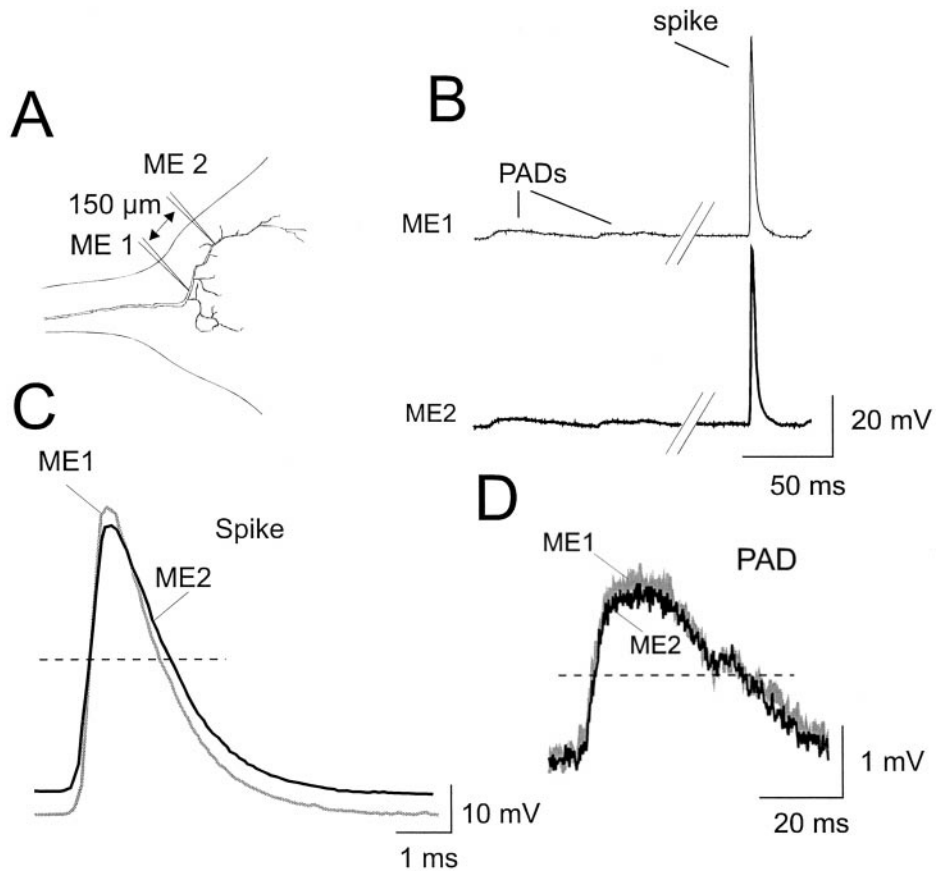 A
ME 2
150 µm
ME 1
B
spike
PADs
ME1
ME2
20 mV
50 ms
C
ME1
Spike
ME2
10 mV
1 ms
D
ME1
PAD
ME2
1 mV
20 ms